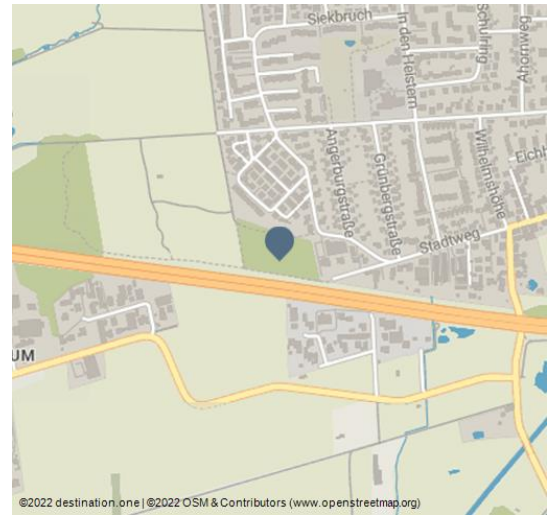 Siekbruch
In den Heistern
Schulring
Ahornweg
Angerburgstraße
Grünbergstraße
Wilhelmshöhe
Eichh
Stadtweg
UM
©2022 destination.one | ©2022 OSM & Contributors (www.openstreetmap.org)